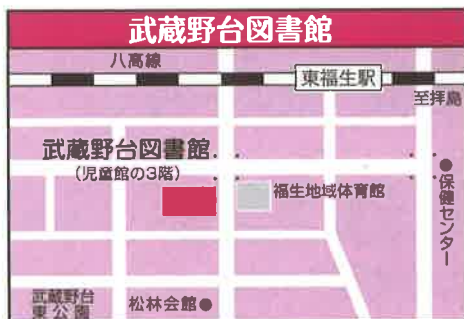 武蔵野台図書館
八高線
東福生駅
至拝島
武蔵野台図書館
(児童館の3階)
福生地域体育館
●保健センター
武蔵野台
東公園
松林会館●